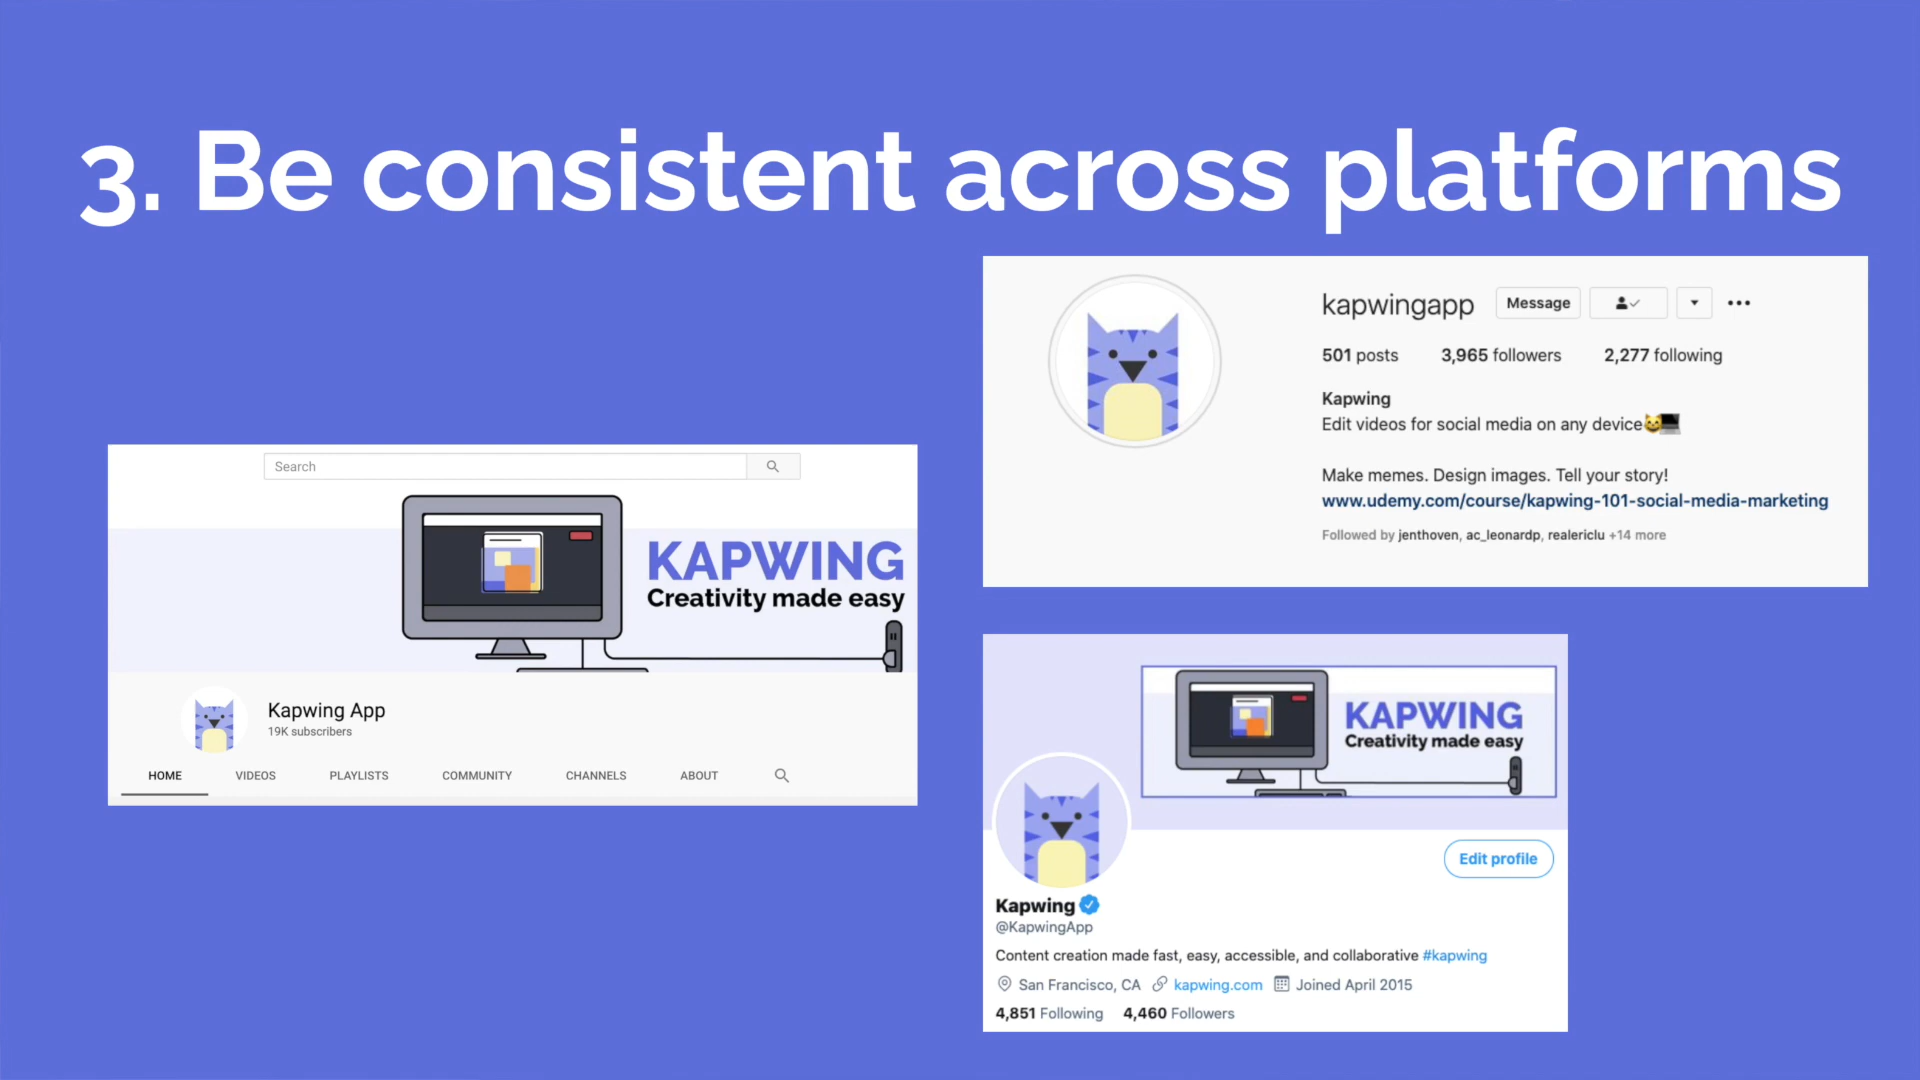 3. Be consistent across platforms
Search
KAPWING
Creativity made easy
Kapwing App
19K subscribers
HOME VIDEOS PLAYLISTS COMMUNITY CHANNELS ABOUT
kapwingapp Message
501 posts 3,965 followers 2,277 following
Kapwing
Edit videos for social media on any device
Make memes. Design images. Tell your story!
www.udemy.com/course/kapwing-101-social-media-marketing
Followed by jenthoven, ac_leonardp, realericlu +14 more
KAPWING
Creativity made easy
Edit profile
Kapwing
@KapwingApp
Content creation made fast, easy, accessible, and collaborative #kapwing
San Francisco, CA kapwing.com Joined April 2015
4,851 Following 4,460 Followers